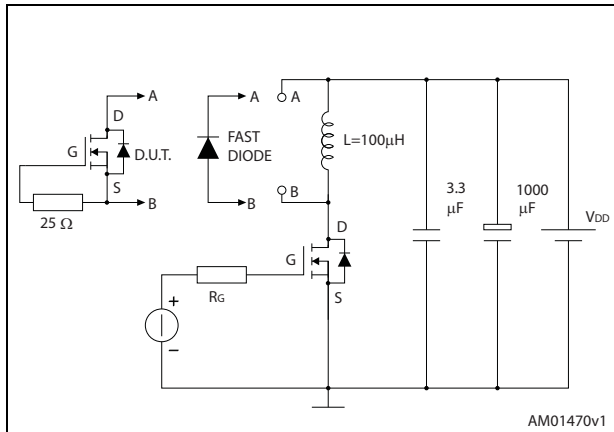 A
D
G
D.U.T.
S
B
25 Ω
A
FAST
DIODE
B
A
B
L=100µH
D
G
S
RG
+
–
3.3
µF
1000
µF
VDD
AM01470v1